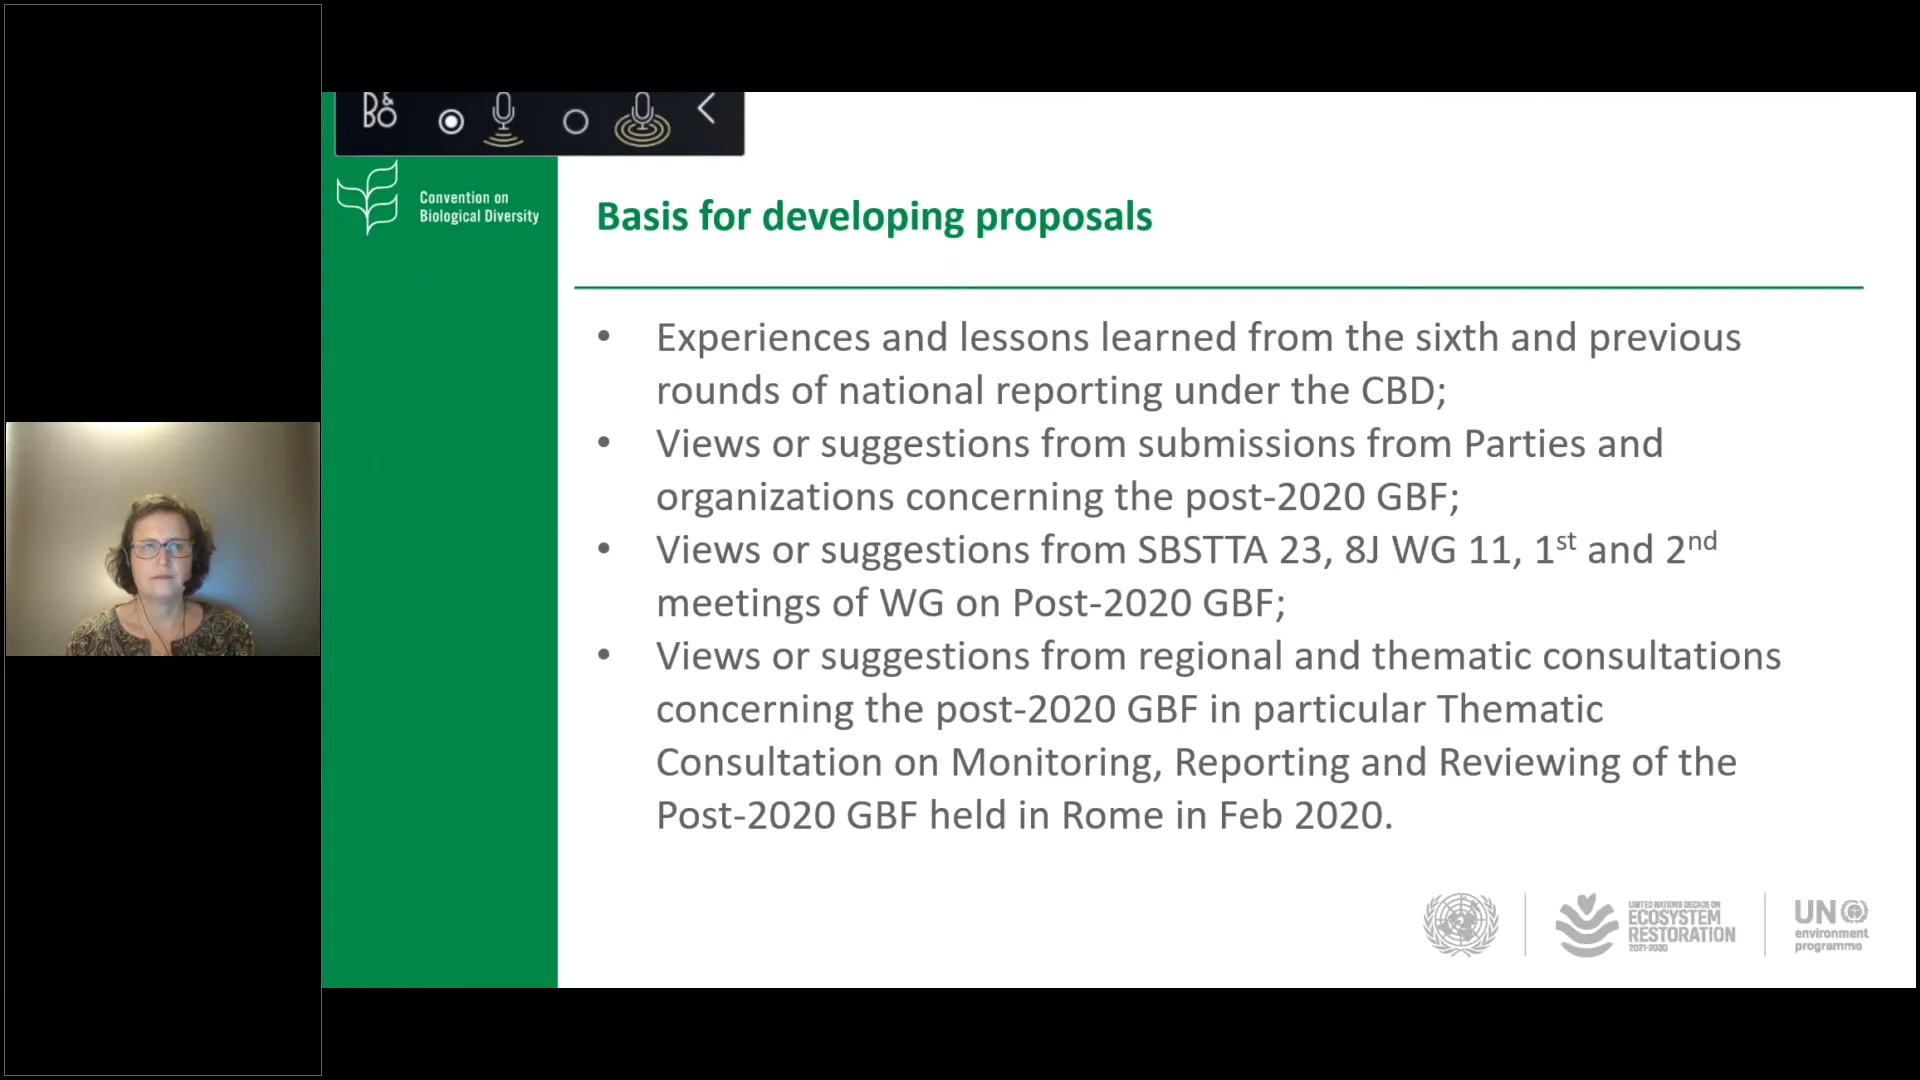 B&O
Convention on
Biological Diversity
Basis for developing proposals
• Experiences and lessons learned from the sixth and previous
rounds of national reporting under the CBD;
• Views or suggestions from submissions from Parties and
organizations concerning the post-2020 GBF;
• Views or suggestions from SBSTTA 23, 8J WG 11, 1st and 2nd
meetings of WG on Post-2020 GBF;
• Views or suggestions from regional and thematic consultations
concerning the post-2020 GBF in particular Thematic
Consultation on Monitoring, Reporting and Reviewing of the
Post-2020 GBF held in Rome in Feb 2020.
UNITED NATIONS DECADE ON
ECOSYSTEM
RESTORATION
2021-2030
UN
environment
programme